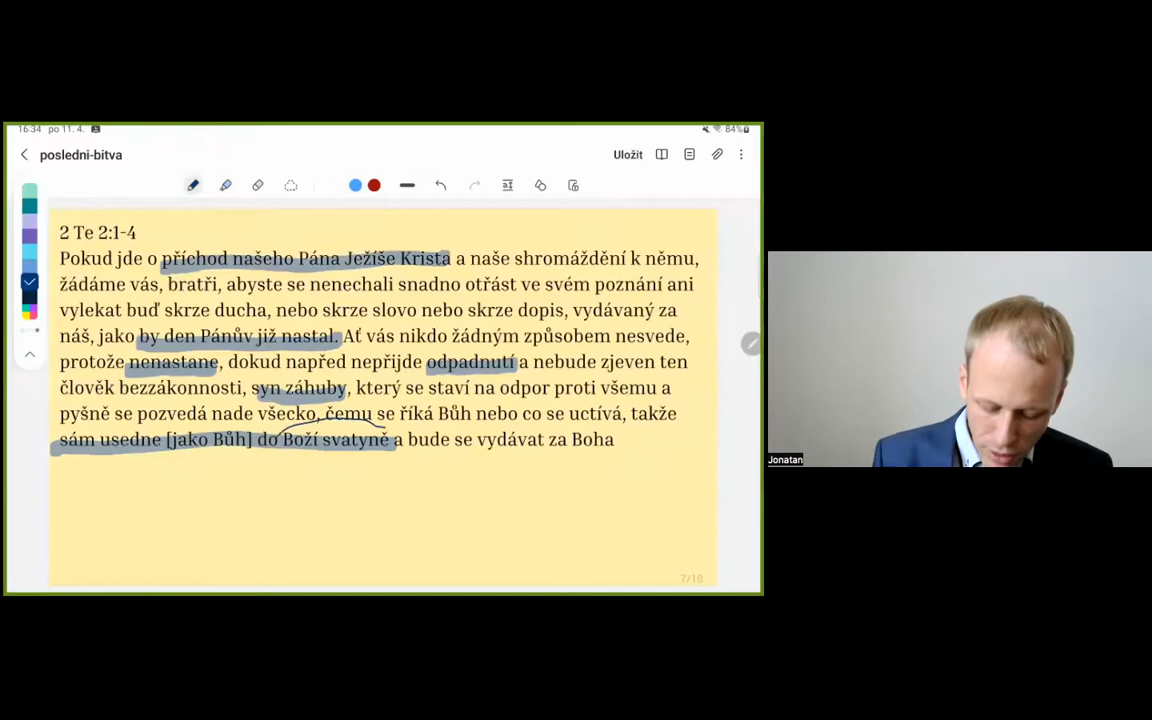 16:34 po 11. 4.
84%
posledni-bitva
Uložit
2 Te 2:1-4
Pokud jde o příchod našeho Pána Ježíše Krista a naše shromáždění k němu,
žádáme vás, bratři, abyste se nenechali snadno otřást ve svém poznání ani
vylekat buď skrze ducha, nebo skrze slovo nebo skrze dopis, vydávaný za
náš, jako by den Pánův již nastal. Ať vás nikdo žádným způsobem nesvede,
protože nenastane, dokud napřed nepřijde odpadnutí a nebude zjeven ten
člověk bezzákonnosti, syn záhuby, který se staví na odpor proti všemu a
pyšně se pozvedá nade všecko, čemu se říká Bůh nebo co se uctívá, takže
sám usedne [jako Bůh] do Boží svatyně a bude se vydávat za Boha
7/10
Jonatan